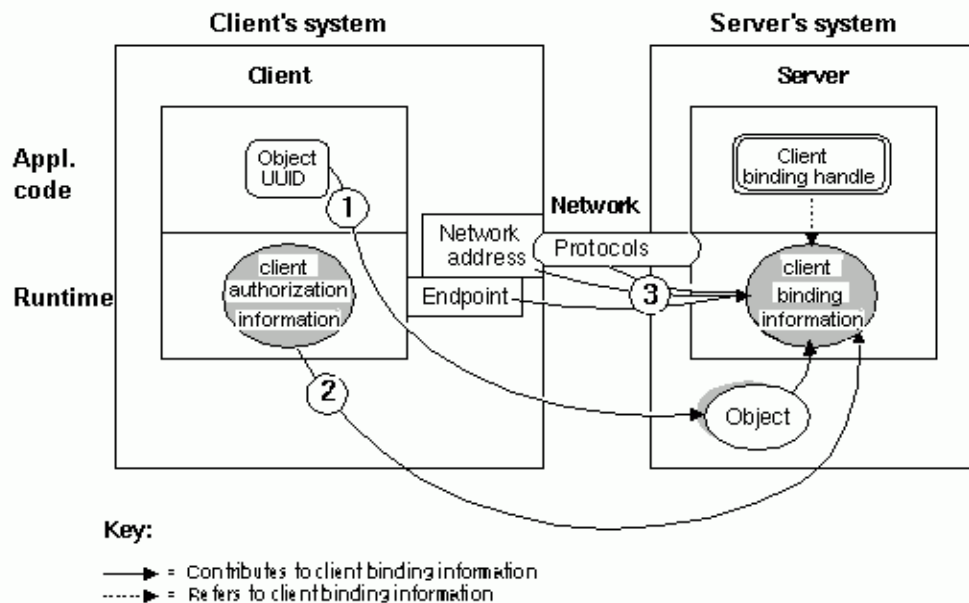 Client's system
Server's system
Client
Server
Appl.
code
Object
UUID
Client
binding handle
1
Network
Network
address
Protocols
Runtime
client
authorization
information
Endpoint
3
client
binding
information
2
Object
Key:
= Contributes to client binding information
= Refers to client binding information